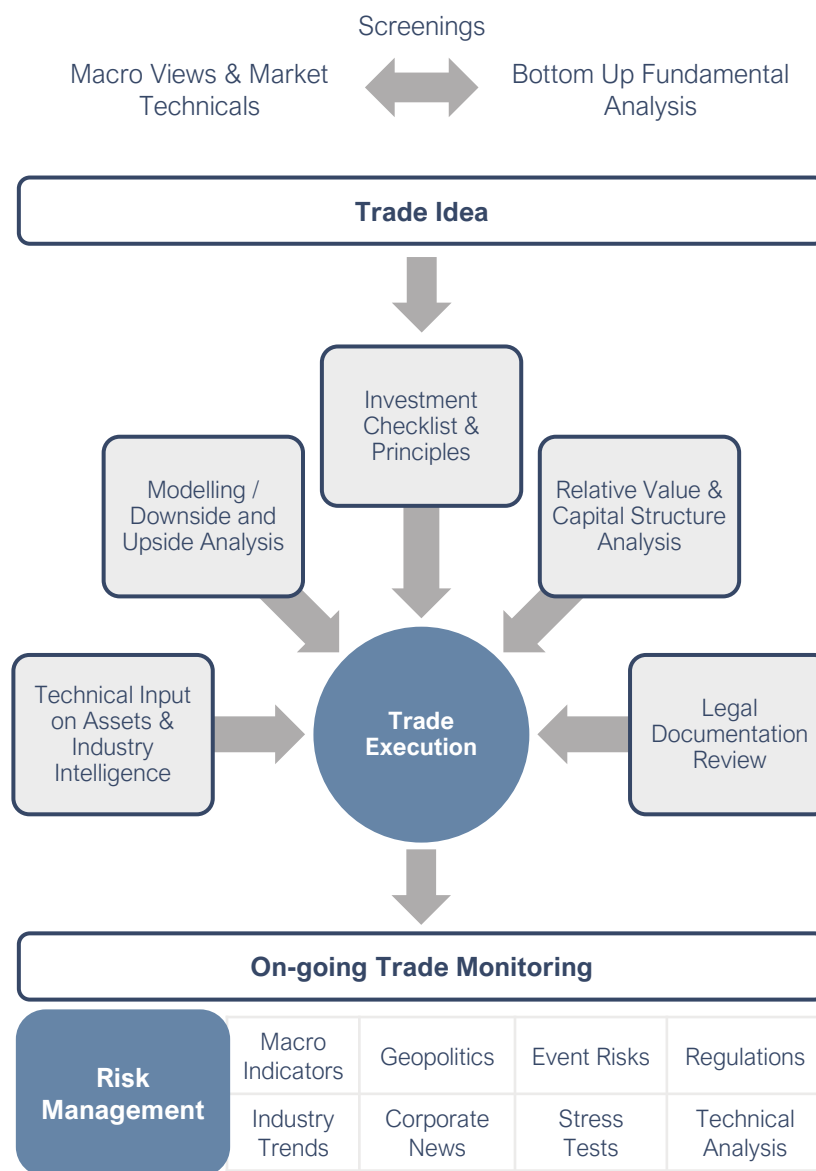 Screenings
Macro Views & Market
Technicals
Bottom Up Fundamental
Analysis
Trade Idea
Investment
Checklist &
Principles
Modelling /
Downside and
Upside Analysis
Relative Value &
Capital Structure
Analysis
Technical Input
on Assets &
Industry
Intelligence
Trade
Execution
Legal
Documentation
Review
On-going Trade Monitoring
Risk
Management
Macro
Indicators
Geopolitics
Event Risks
Regulations
Industry
Trends
Corporate
News
Stress
Tests
Technical
Analysis